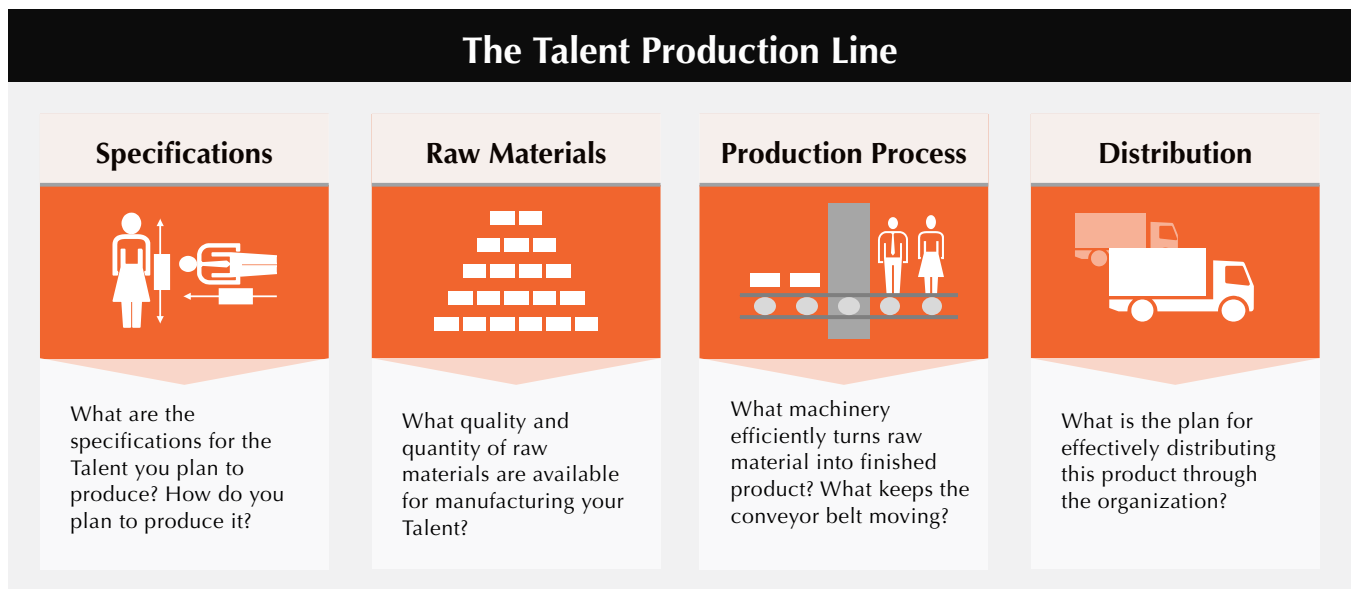 The Talent Production Line
Specifications
What are the
specifications for the
Talent you plan to
produce? How do you
plan to produce it?
Raw Materials
What quality and
quantity of raw
materials are available
for manufacturing your
Talent?
Production Process
What machinery
efficiently turns raw
material into finished
product? What keeps the
conveyor belt moving?
Distribution
What is the plan for
effectively distributing
this product through
the organization?